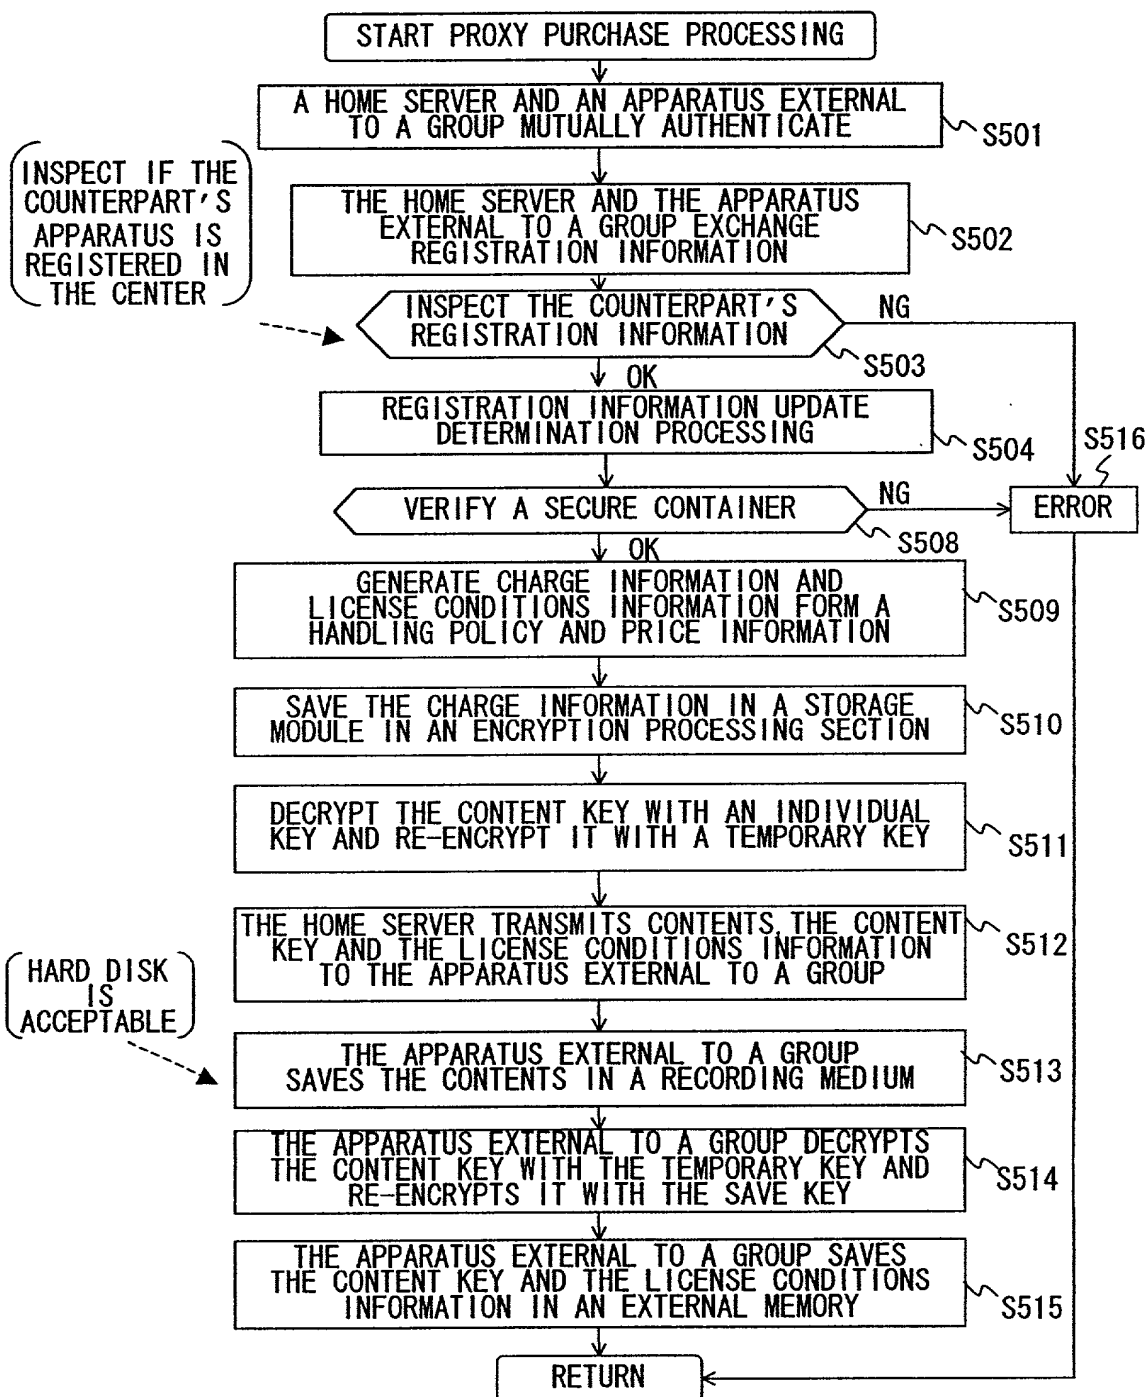 START PROXY PURCHASE PROCESSING
A HOME SERVER AND AN APPARATUS EXTERNAL
TO A GROUP MUTUALLY AUTHENTICATE
S501
INSPECT IF THE
COUNTERPART'S
APPARATUS IS
REGISTERED IN
THE CENTER
THE HOME SERVER AND THE APPARATUS
EXTERNAL TO A GROUP EXCHANGE
REGISTRATION INFORMATION
S502
INSPECT THE COUNTERPART'S
REGISTRATION INFORMATION
NG
S503
OK
REGISTRATION INFORMATION UPDATE
DETERMINATION PROCESSING
S504
S516
VERIFY A SECURE CONTAINER
NG
ERROR
S508
OK
GENERATE CHARGE INFORMATION AND
LICENSE CONDITIONS INFORMATION FORM A
HANDLING POLICY AND PRICE INFORMATION
S509
SAVE THE CHARGE INFORMATION IN A STORAGE
MODULE IN AN ENCRYPTION PROCESSING SECTION
S510
DECRYPT THE CONTENT KEY WITH AN INDIVIDUAL
KEY AND RE-ENCRYPT IT WITH A TEMPORARY KEY
S511
THE HOME SERVER TRANSMITS CONTENTS, THE CONTENT
KEY AND THE LICENSE CONDITIONS INFORMATION
TO THE APPARATUS EXTERNAL TO A GROUP
S512
HARD DISK
IS
ACCEPTABLE
THE APPARATUS EXTERNAL TO A GROUP
SAVES THE CONTENTS IN A RECORDING MEDIUM
S513
THE APPARATUS EXTERNAL TO A GROUP DECRYPTS
THE CONTENT KEY WITH THE TEMPORARY KEY AND
RE-ENCRYPTS IT WITH THE SAVE KEY
S514
THE APPARATUS EXTERNAL TO A GROUP SAVES
THE CONTENT KEY AND THE LICENSE CONDITIONS
INFORMATION IN AN EXTERNAL MEMORY
S515
RETURN